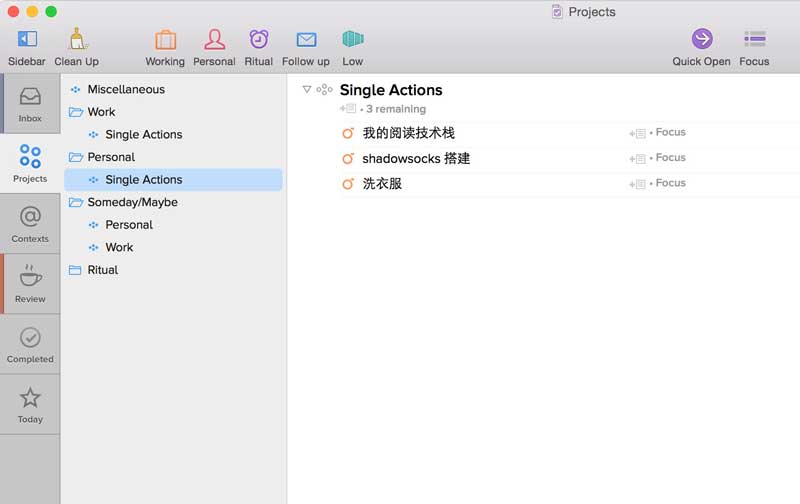 Projects
Sidebar Clean Up Working Personal Ritual Follow up Low Quick Open Focus
Inbox
Projects
Contexts
Review
Completed
Today
Miscellaneous
Work
Single Actions
Personal
Single Actions
Someday/Maybe
Personal
Work
Ritual
Single Actions
• 3 remaining
我的阅读技术栈 • Focus
shadowsocks 搭建 • Focus
洗衣服 • Focus